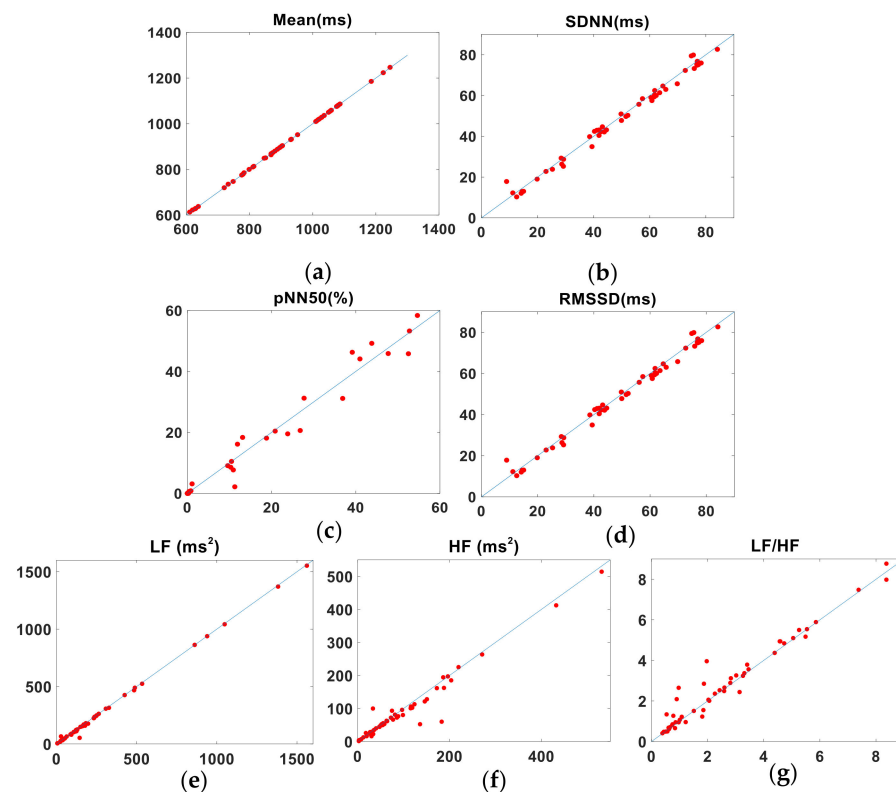 Mean(ms)
1400
1200
1000
800
600
600 800 1000 1200 1400
(a)
SDNN(ms)
80
60
40
20
0
0 20 40 60 80
(b)
pNN50(%)
60
40
20
0
0 20 40 60
(c)
RMSSD(ms)
80
60
40
20
0
0 20 40 60 80
(d)
LF (ms²)
1500
1000
500
0
0 500 1000 1500
(e)
HF (ms²)
500
400
300
200
100
0
0 200 400
(f)
LF/HF
8
6
4
2
0
0 2 4 6 8
(g)